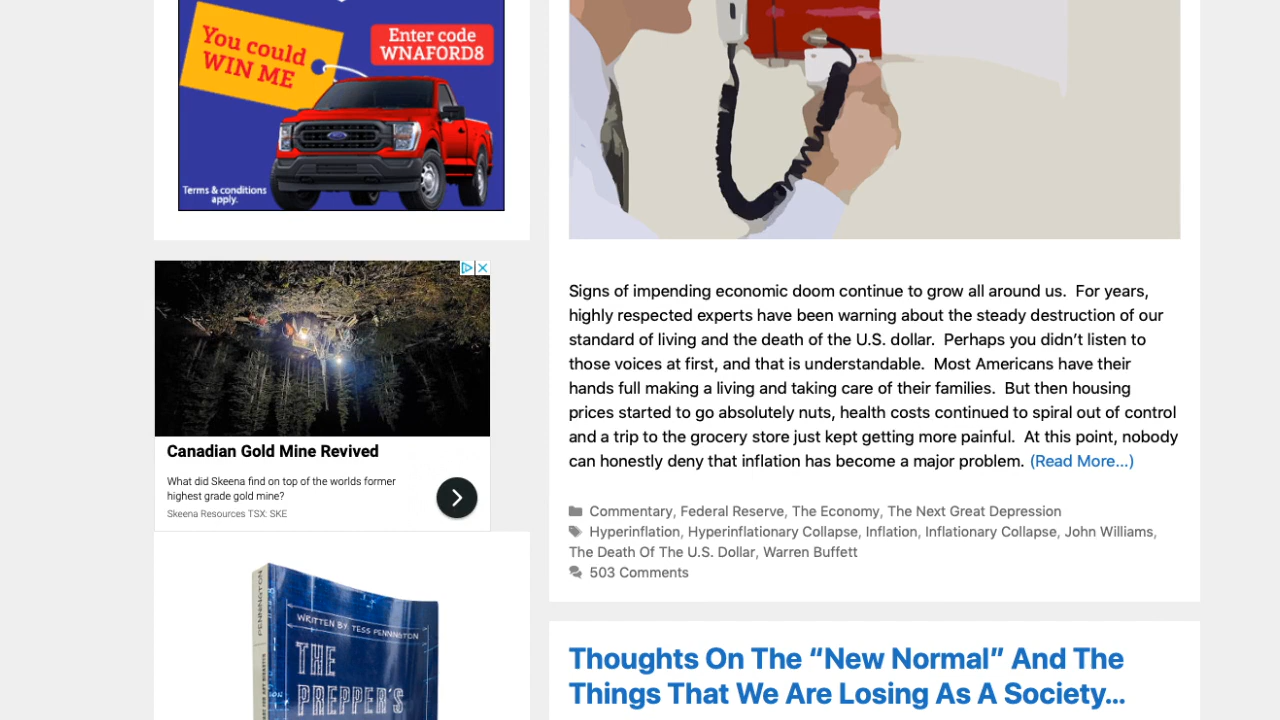 You could
WIN ME
Enter code
WNAFORD8
Ford
Terms & conditions
apply.
Canadian Gold Mine Revived
What did Skeena find on top of the worlds former
highest grade gold mine?
Skeena Resources TSX: SKE
PENNINGTON
WRITTEN BY TESS PENNINGTON
THE
PREPPER'S
Signs of impending economic doom continue to grow all around us.  For years,
highly respected experts have been warning about the steady destruction of our
standard of living and the death of the U.S. dollar.  Perhaps you didn’t listen to
those voices at first, and that is understandable.  Most Americans have their
hands full making a living and taking care of their families.  But then housing
prices started to go absolutely nuts, health costs continued to spiral out of control
and a trip to the grocery store just kept getting more painful.  At this point, nobody
can honestly deny that inflation has become a major problem. (Read More...)
Commentary, Federal Reserve, The Economy, The Next Great Depression
Hyperinflation, Hyperinflationary Collapse, Inflation, Inflationary Collapse, John Williams,
The Death Of The U.S. Dollar, Warren Buffett
503 Comments
Thoughts On The “New Normal” And The
Things That We Are Losing As A Society…